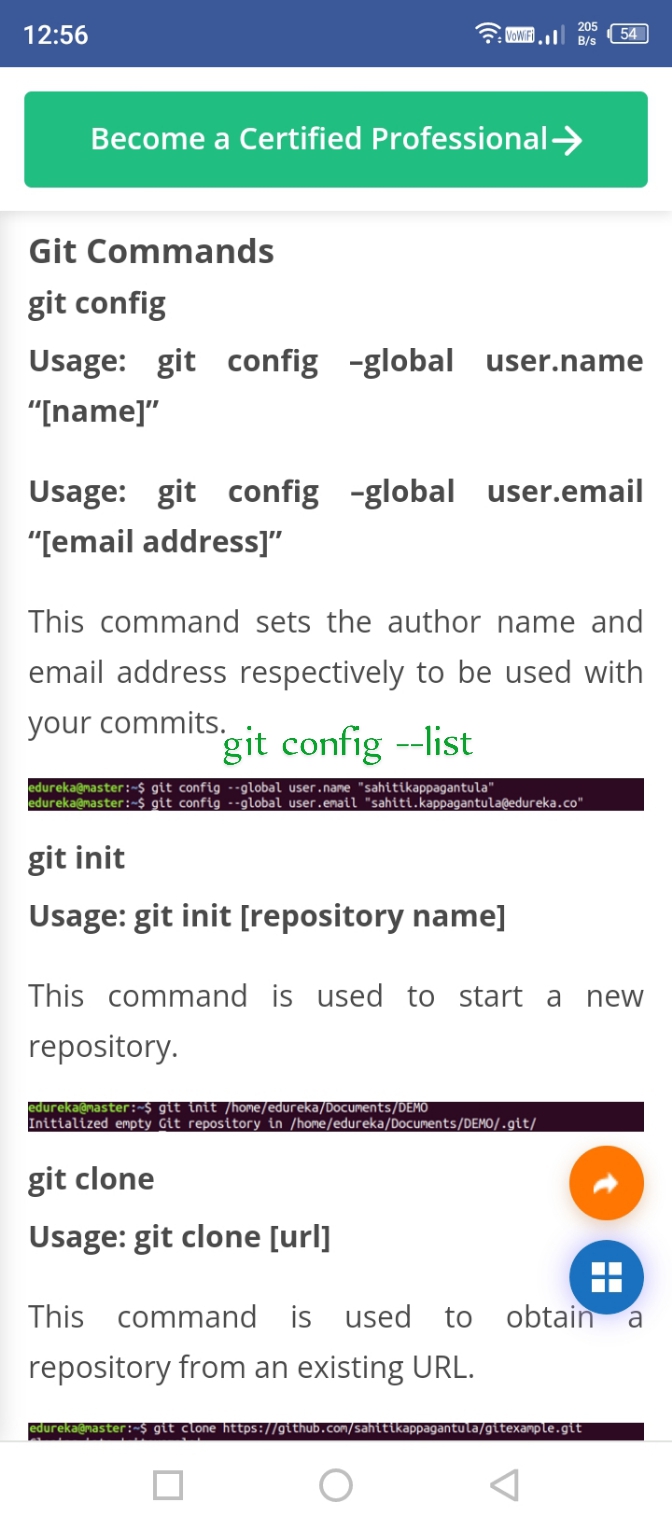 12:56
VoWiFi
205
B/s
54
Become a Certified Professional→
Git Commands
git config
Usage: git config –global user.name
“[name]”
Usage: git config –global user.email
“[email address]”
This command sets the author name and
email address respectively to be used with
your commits.
git config --list
edureka@master:~$ git config --global user.name "sahitikappagantula"
edureka@master:~$ git config --global user.email "sahiti.kappagantula@edureka.co"
git init
Usage: git init [repository name]
This command is used to start a new
repository.
edureka@master:~$ git init /home/edureka/Documents/DEMO
Initialized empty Git repository in /home/edureka/Documents/DEMO/.git/
git clone
Usage: git clone [url]
This command is used to obtain a
repository from an existing URL.
edureka@master:~$ git clone https://github.com/sahitikappagantula/gitexample.git